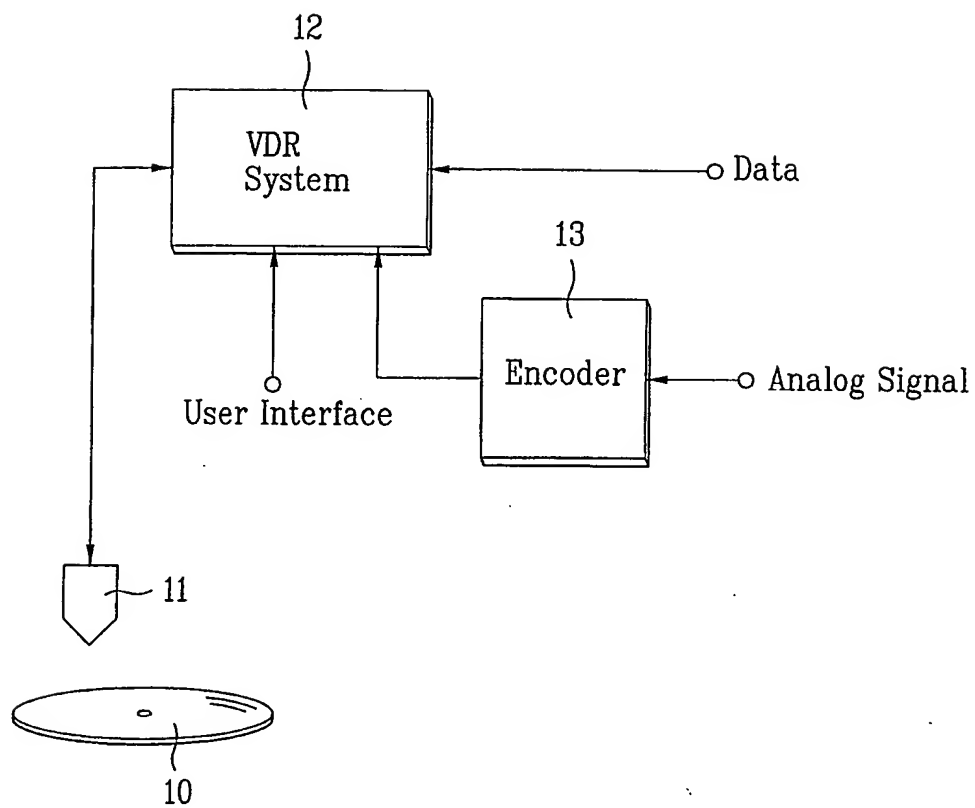 12
VDR
System
Data
13
Encoder
Analog Signal
User Interface
11
10